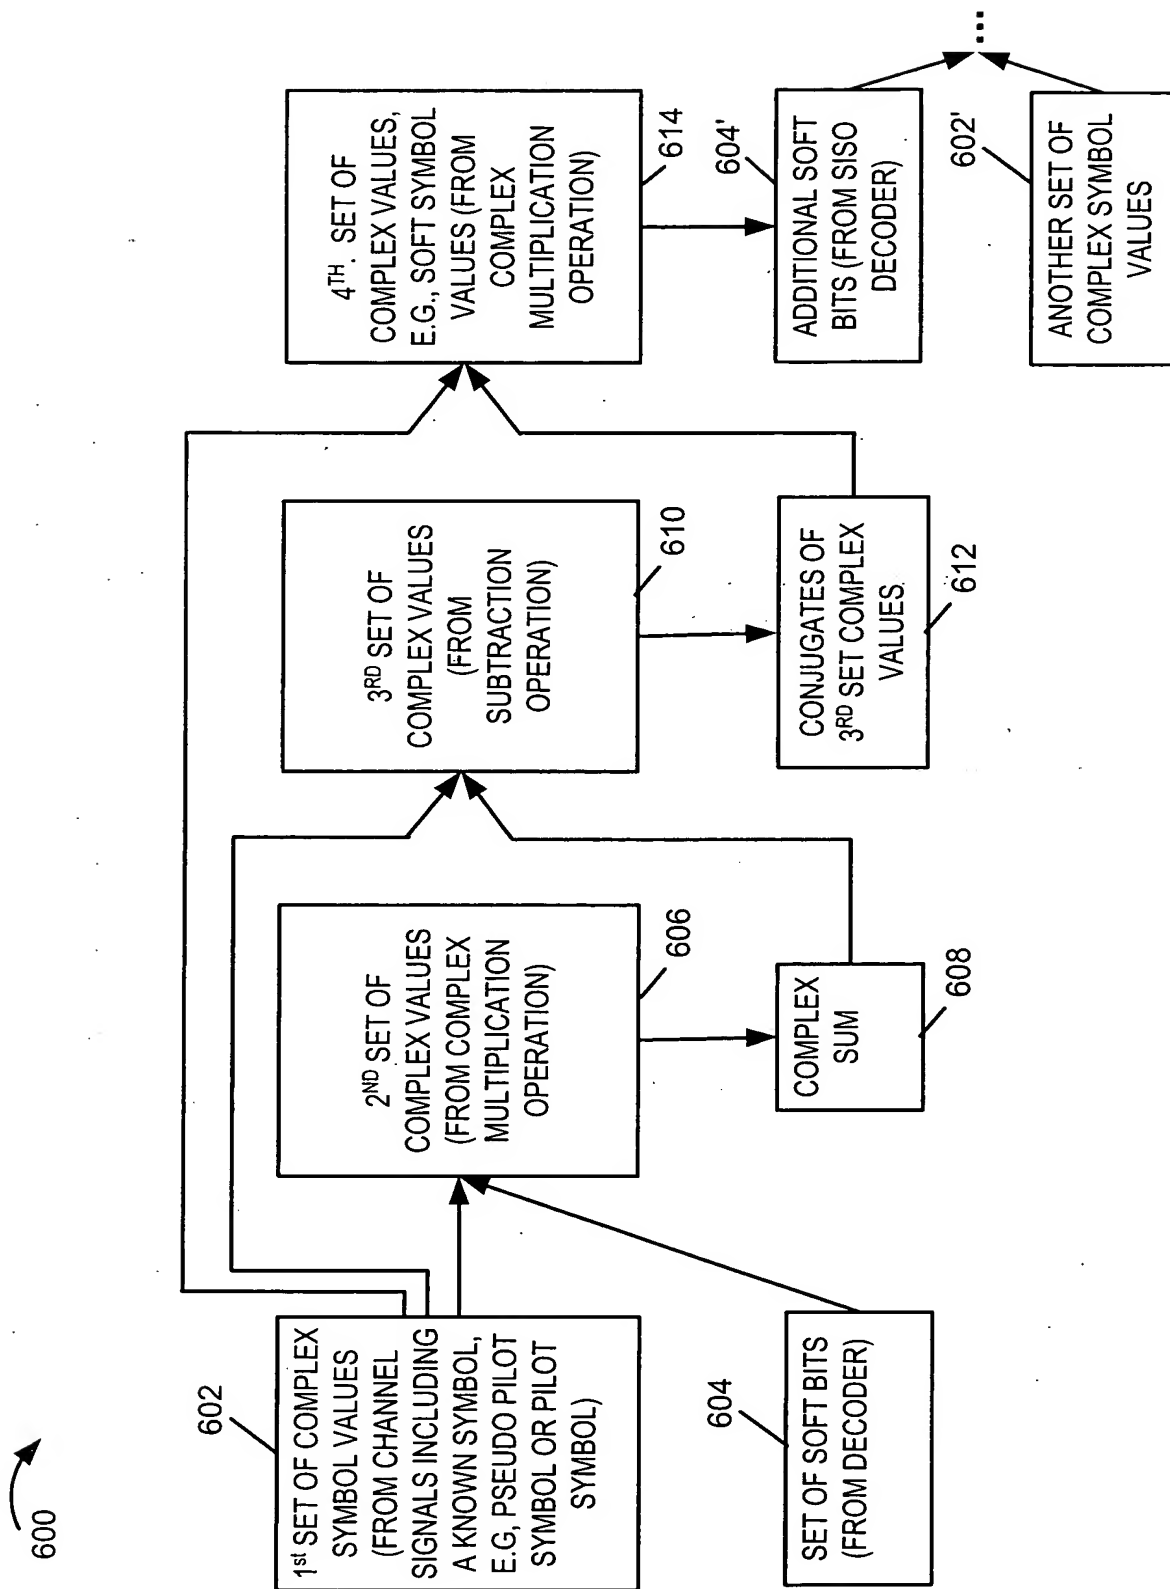 600
602
1st SET OF COMPLEX
SYMBOL VALUES
(FROM CHANNEL
SIGNALS INCLUDING
A KNOWN SYMBOL,
E.G, PSEUDO PILOT
SYMBOL OR PILOT
SYMBOL)
604
SET OF SOFT BITS
(FROM DECODER)
2ND SET OF
COMPLEX VALUES
(FROM COMPLEX
MULTIPLICATION
OPERATION)
606
COMPLEX
SUM
608
3RD SET OF
COMPLEX VALUES
(FROM
SUBTRACTION
OPERATION)
610
CONJUGATES OF
3RD SET COMPLEX
VALUES
612
4TH. SET OF
COMPLEX VALUES,
E.G., SOFT SYMBOL
VALUES (FROM
COMPLEX
MULTIPLICATION
OPERATION)
614
604'
ADDITIONAL SOFT
BITS (FROM SISO
DECODER)
602'
ANOTHER SET OF
COMPLEX SYMBOL
VALUES
...